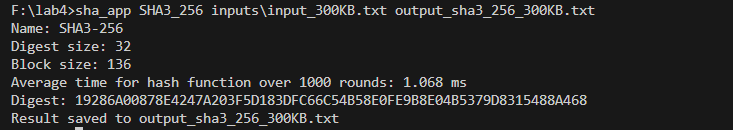 F:\lab4>sha_app SHA3_256 inputs\input_300KB.txt output_sha3_256_300KB.txt
Name: SHA3-256
Digest size: 32
Block size: 136
Average time for hash function over 1000 rounds: 1.068 ms
Digest: 19286A00878E4247A203F5D183DFC66C54B58E0FE9B8E04B5379D8315488A468
Result saved to output_sha3_256_300KB.txt